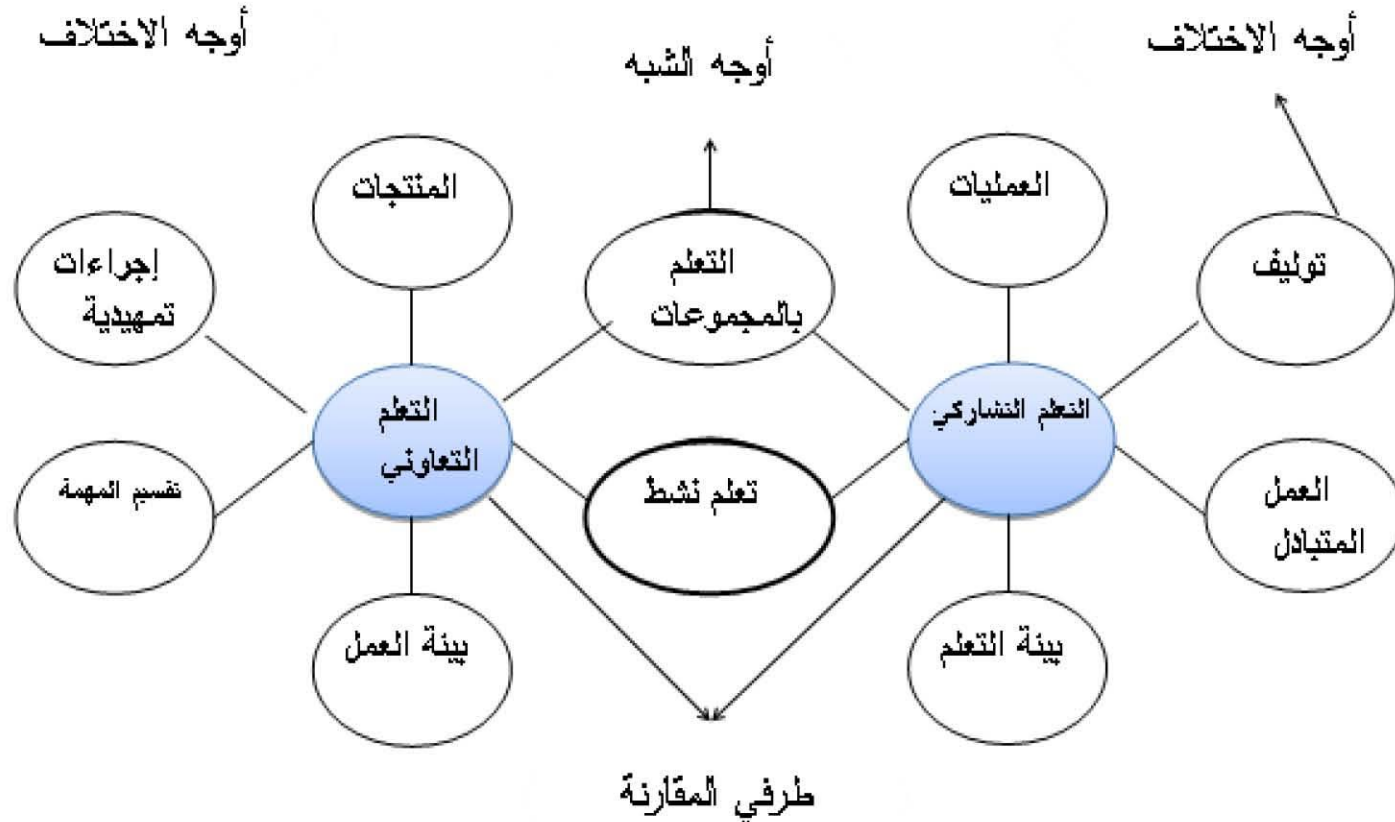 أوجه الاختلاف
أوجه الشبه
أوجه الاختلاف
العمليات
المنتجات
توليف
التعلم
بالمجموعات
إجراءات
تمهيدية
التعلم التشاركي
التعلم
التعاوني
العمل
المتبادل
تعلم نشط
تقسيم المهمة
بيئة التعلم
بيئة العمل
طرفي المقارنة